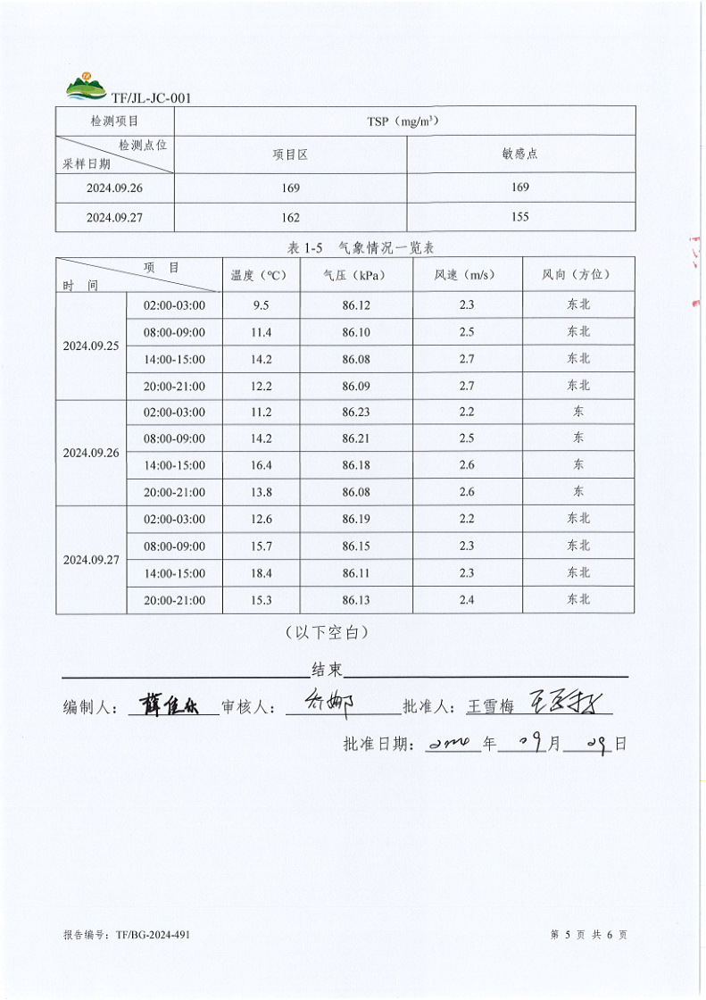 TF
TF/JL-JC-001
检测项目 TSP（mg/m³）
检测点位 项目区 敏感点
采样日期
2024.09.26 169 169
2024.09.27 162 155
表 1-5 气象情况一览表
项 目 温度（℃） 气压（kPa） 风速（m/s） 风向（方位）
时 间
2024.09.25 02:00-03:00 9.5 86.12 2.3 东北
08:00-09:00 11.4 86.10 2.5 东北
14:00-15:00 14.2 86.08 2.7 东北
20:00-21:00 12.2 86.09 2.7 东北
2024.09.26 02:00-03:00 11.2 86.23 2.2 东
08:00-09:00 14.2 86.21 2.5 东
14:00-15:00 16.4 86.18 2.6 东
20:00-21:00 13.8 86.08 2.6 东
2024.09.27 02:00-03:00 12.6 86.19 2.2 东北
08:00-09:00 15.7 86.15 2.3 东北
14:00-15:00 18.4 86.11 2.3 东北
20:00-21:00 15.3 86.13 2.4 东北
（以下空白）
结束
编制人： 审核人： 批准人：王雪梅
批准日期：2024年 09月 29日
报告编号：TF/BG-2024-491 第 5 页 共 6 页